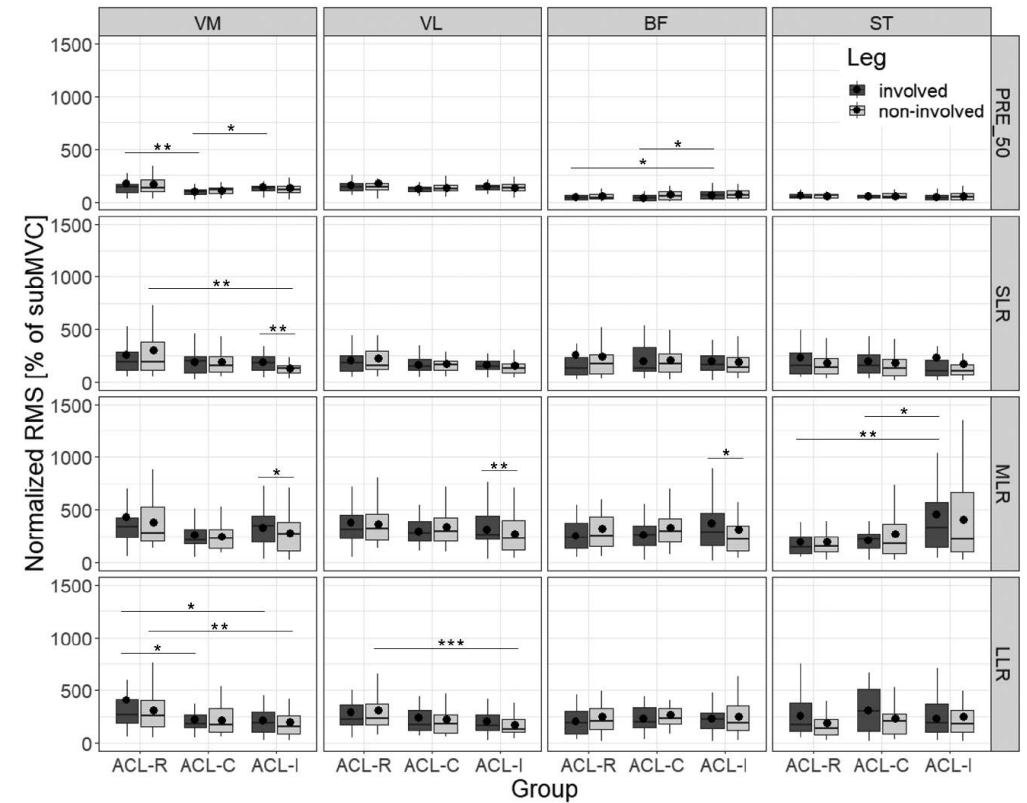 VM VL BF ST
Normalized RMS [% of subMVC]
1500
1000
500
0
** *
* *
Leg
involved
non-involved
PRE_50
1500
1000
500
0
** **
SLR
1500
1000
500
0
* ** * ** *
MLR
1500
1000
500
0
* ** * ***
LLR
ACL-R ACL-C ACL-I ACL-R ACL-C ACL-I ACL-R ACL-C ACL-I ACL-R ACL-C ACL-I
Group